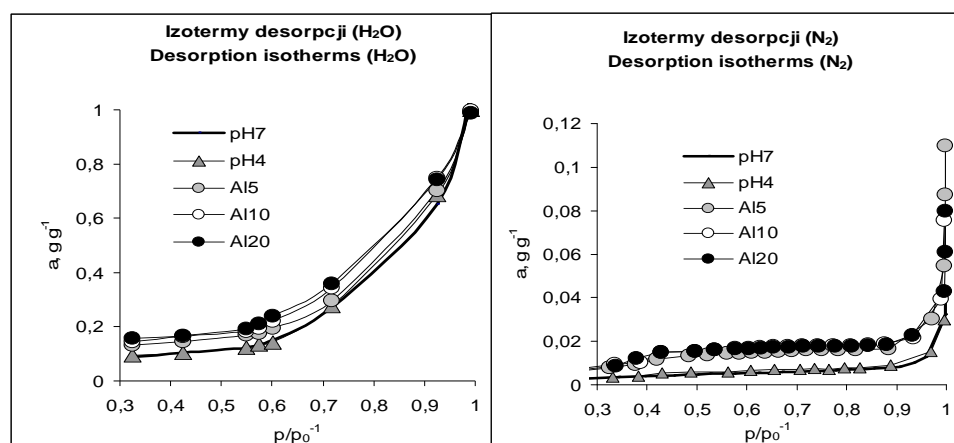 Izotermy desorpcji (H₂O)
Desorption isotherms (H₂O)
1
0,8
0,6
0,4
0,2
0
a, g g⁻¹
pH7
pH4
Al5
Al10
Al20
0,3 0,4 0,5 0,6 0,7 0,8 0,9 1
p/p₀⁻¹
Izotermy desorpcji (N₂)
Desorption isotherms (N₂)
0,12
0,1
0,08
0,06
0,04
0,02
0
a, g g⁻¹
pH7
pH4
Al5
Al10
Al20
0,3 0,4 0,5 0,6 0,7 0,8 0,9 1
p/p₀⁻¹